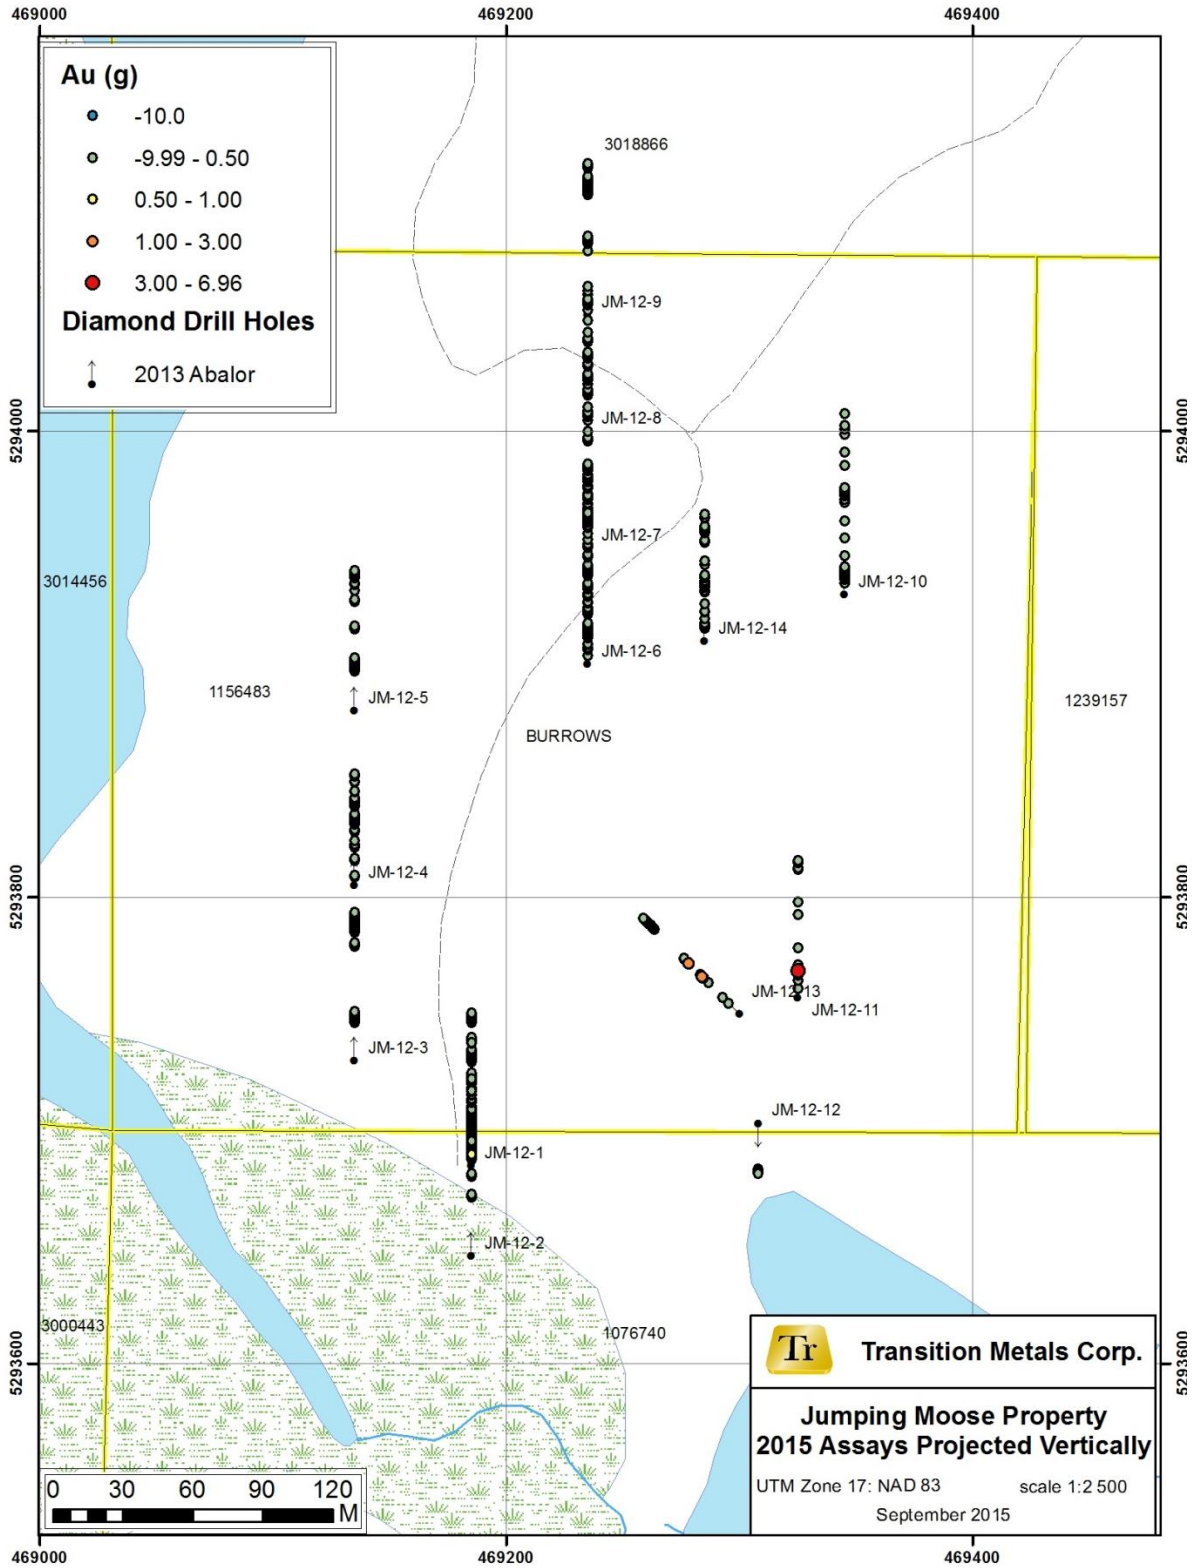 469000
469200
469400
Au (g)
-10.0
-9.99 - 0.50
0.50 - 1.00
1.00 - 3.00
3.00 - 6.96
Diamond Drill Holes
2013 Abalor
3018866
JM-12-9
JM-12-8
5294000
5294000
JM-12-7
3014456
JM-12-10
JM-12-14
JM-12-6
1156483
JM-12-5
1239157
BURROWS
JM-12-4
5293800
5293800
JM-12-13
JM-12-11
JM-12-3
JM-12-12
JM-12-1
JM-12-2
3000443
1076740
5293600
5293600
Tr
Transition Metals Corp.
Jumping Moose Property
2015 Assays Projected Vertically
UTM Zone 17: NAD 83
scale 1:2 500
September 2015
0 30 60 90 120
M
469000
469200
469400